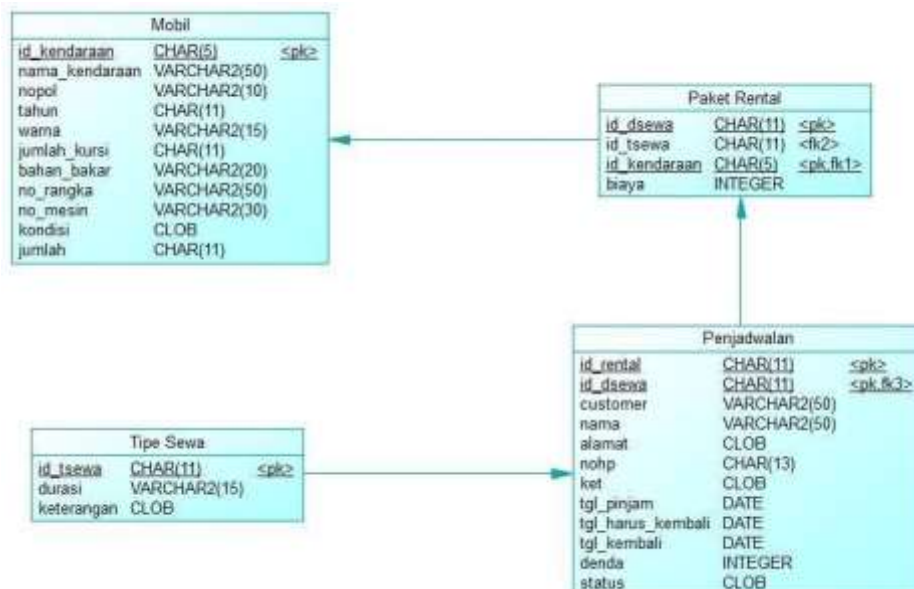 Mobil
id_kendaraan CHAR(5) <pk>
nama_kendaraan VARCHAR2(50)
nopol VARCHAR2(10)
tahun CHAR(11)
warna VARCHAR2(15)
jumlah_kursi CHAR(11)
bahan_bakar VARCHAR2(20)
no_rangka VARCHAR2(50)
no_mesin VARCHAR2(30)
kondisi CLOB
jumlah CHAR(11)
Paket Rental
id_dsewa CHAR(11) <pk>
id_tsewa CHAR(11) <fk2>
id_kendaraan CHAR(5) <pk,fk1>
biaya INTEGER
Penjadwalan
id_rental CHAR(11) <pk>
id_dsewa CHAR(11) <pk,fk3>
customer VARCHAR2(50)
nama VARCHAR2(50)
alamat CLOB
nohp CHAR(13)
ket CLOB
tgl_pinjam DATE
tgl_harus_kembali DATE
tgl_kembali DATE
denda INTEGER
status CLOB
Tipe Sewa
id_tsewa CHAR(11) <pk>
durasi VARCHAR2(15)
keterangan CLOB